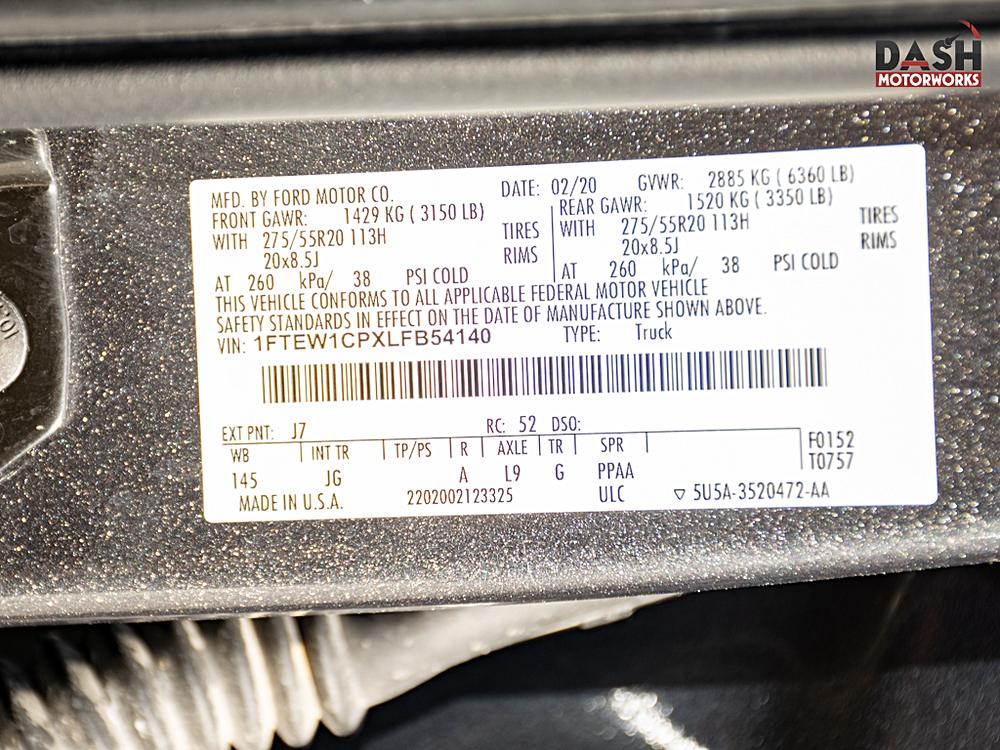 DASH
MOTORWORKS
MFD. BY FORD MOTOR CO. DATE: 02/20 GVWR: 2885 KG ( 6360 LB)
FRONT GAWR: 1429 KG ( 3150 LB) REAR GAWR: 1520 KG ( 3350 LB)
WITH 275/55R20 113H TIRES WITH 275/55R20 113H TIRES
20x8.5J RIMS 20x8.5J RIMS
AT 260 kPa/ 38 PSI COLD AT 260 kPa/ 38 PSI COLD
THIS VEHICLE CONFORMS TO ALL APPLICABLE FEDERAL MOTOR VEHICLE
SAFETY STANDARDS IN EFFECT ON THE DATE OF MANUFACTURE SHOWN ABOVE.
VIN: 1FTEW1CPXLFB54140 TYPE: Truck
EXT PNT: J7 RC: 52 DSO:
WB INT TR TP/PS R AXLE TR SPR F0152
145 JG A L9 G PPAA T0757
MADE IN U.S.A. 2202002123325 ULC ▽ 5U5A-3520472-AA